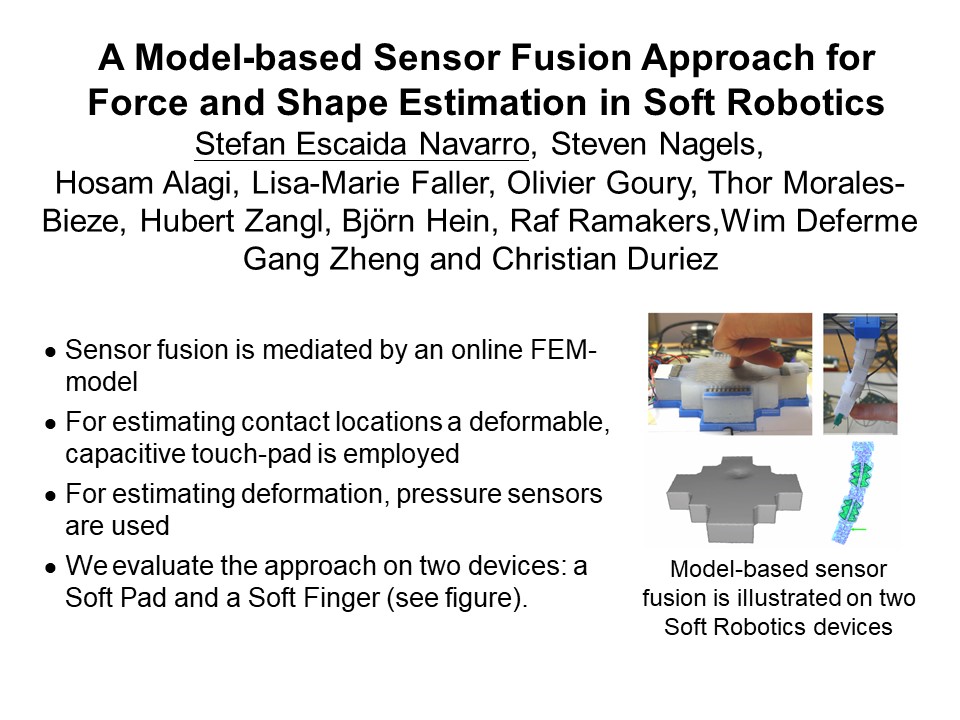 A Model-based Sensor Fusion Approach for
Force and Shape Estimation in Soft Robotics
Stefan Escaida Navarro, Steven Nagels,
Hosam Alagi, Lisa-Marie Faller, Olivier Goury, Thor Morales-
Bieze, Hubert Zangl, Björn Hein, Raf Ramakers,Wim Deferme
Gang Zheng and Christian Duriez
● Sensor fusion is mediated by an online FEM-
model
● For estimating contact locations a deformable,
capacitive touch-pad is employed
● For estimating deformation, pressure sensors
are used
● We evaluate the approach on two devices: a
Soft Pad and a Soft Finger (see figure).
Model-based sensor
fusion is illustrated on two
Soft Robotics devices